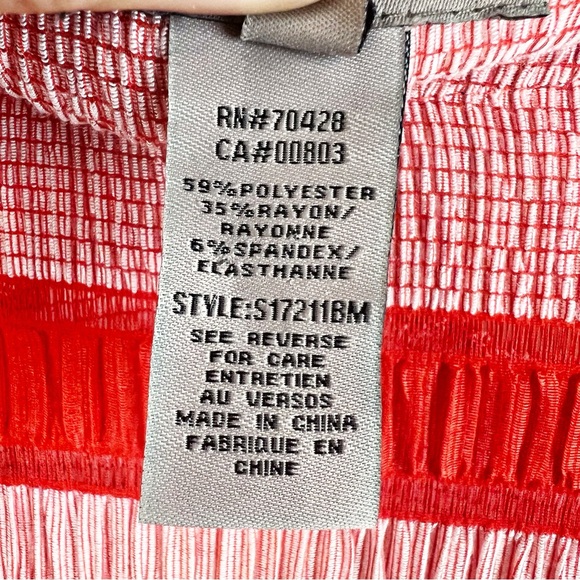 RN#70428
CA#00803
59%POLYESTER
35%RAYON/
RAYONNE
6%SPANDEX/
ELASTHANNE
STYLE:S17211BM
SEE REVERSE
FOR CARE
ENTRETIEN
AU VERSOS
MADE IN CHINA
FABRIQUE EN
CHINE